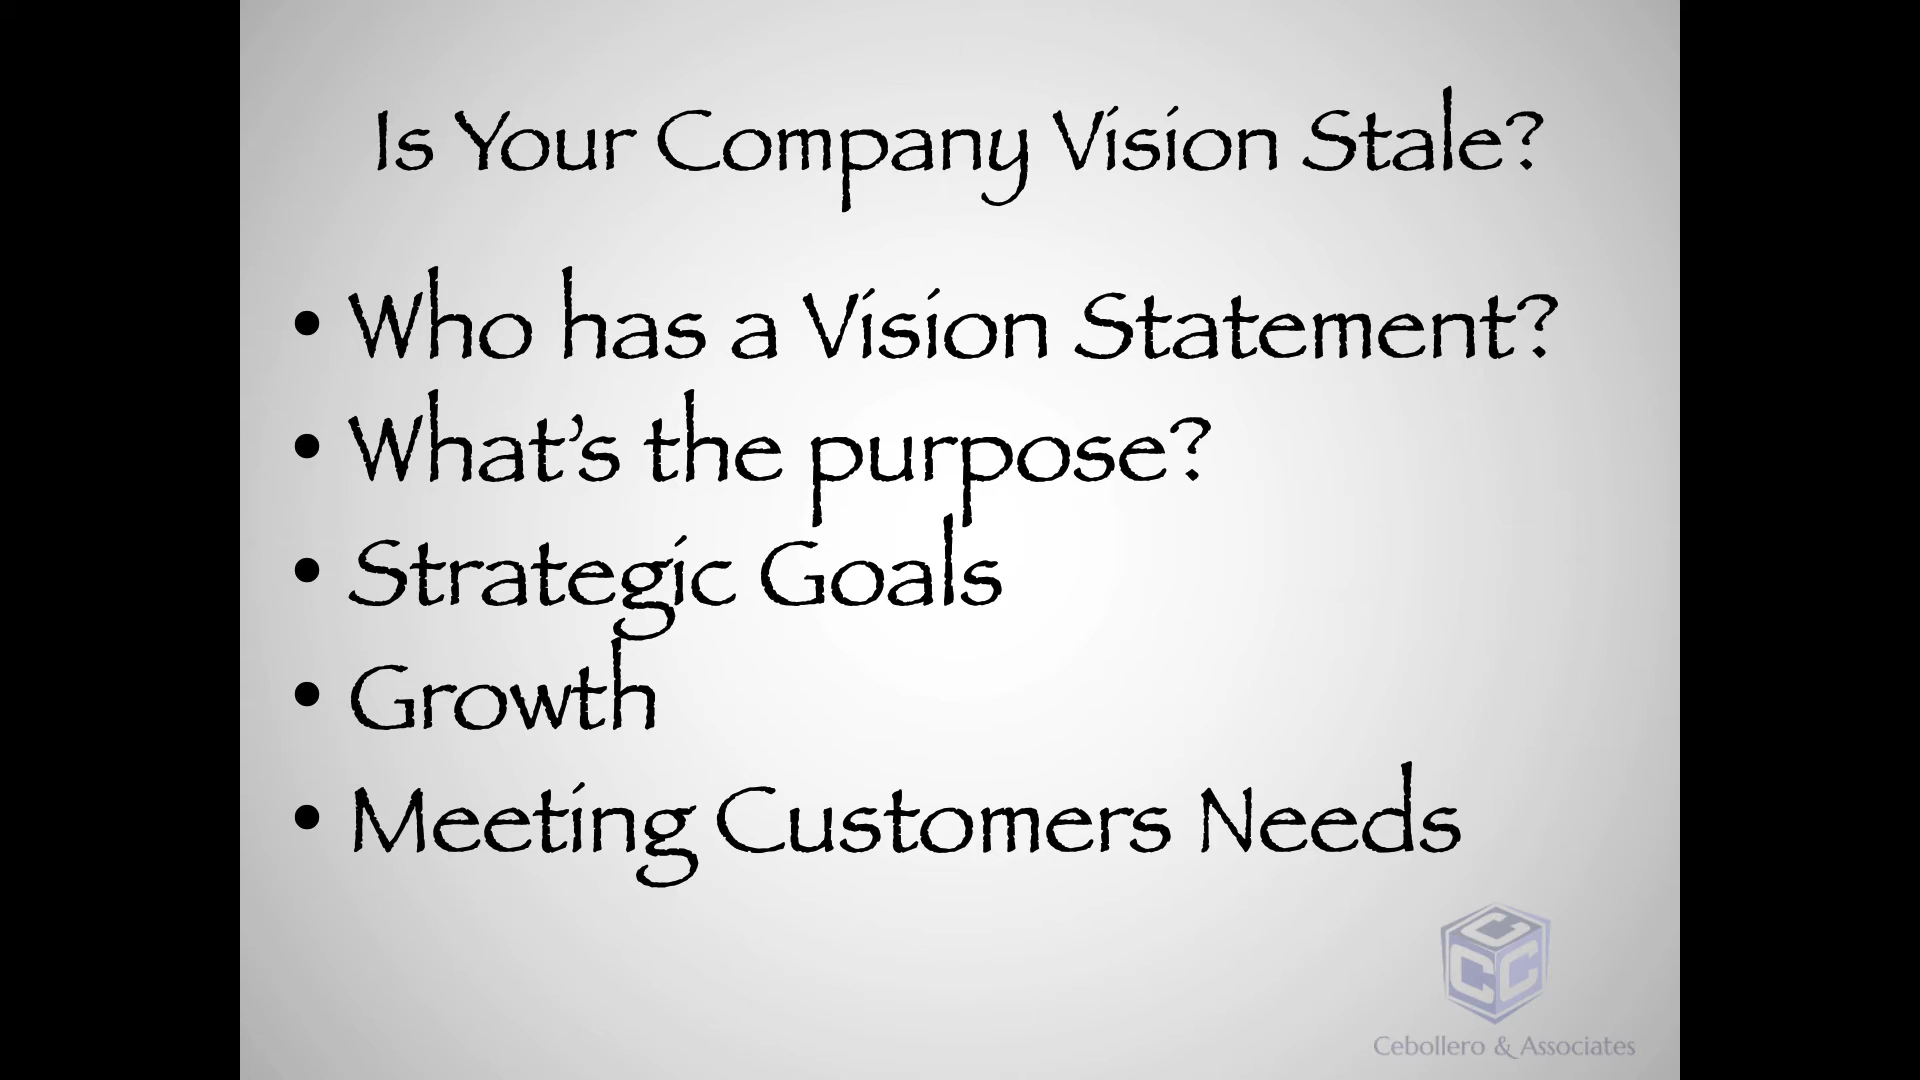 Is Your Company Vision Stale?
• Who has a Vision Statement?
• What's the purpose?
• Strategic Goals
• Growth
• Meeting Customers Needs
C
C C
Cebollero & Associates